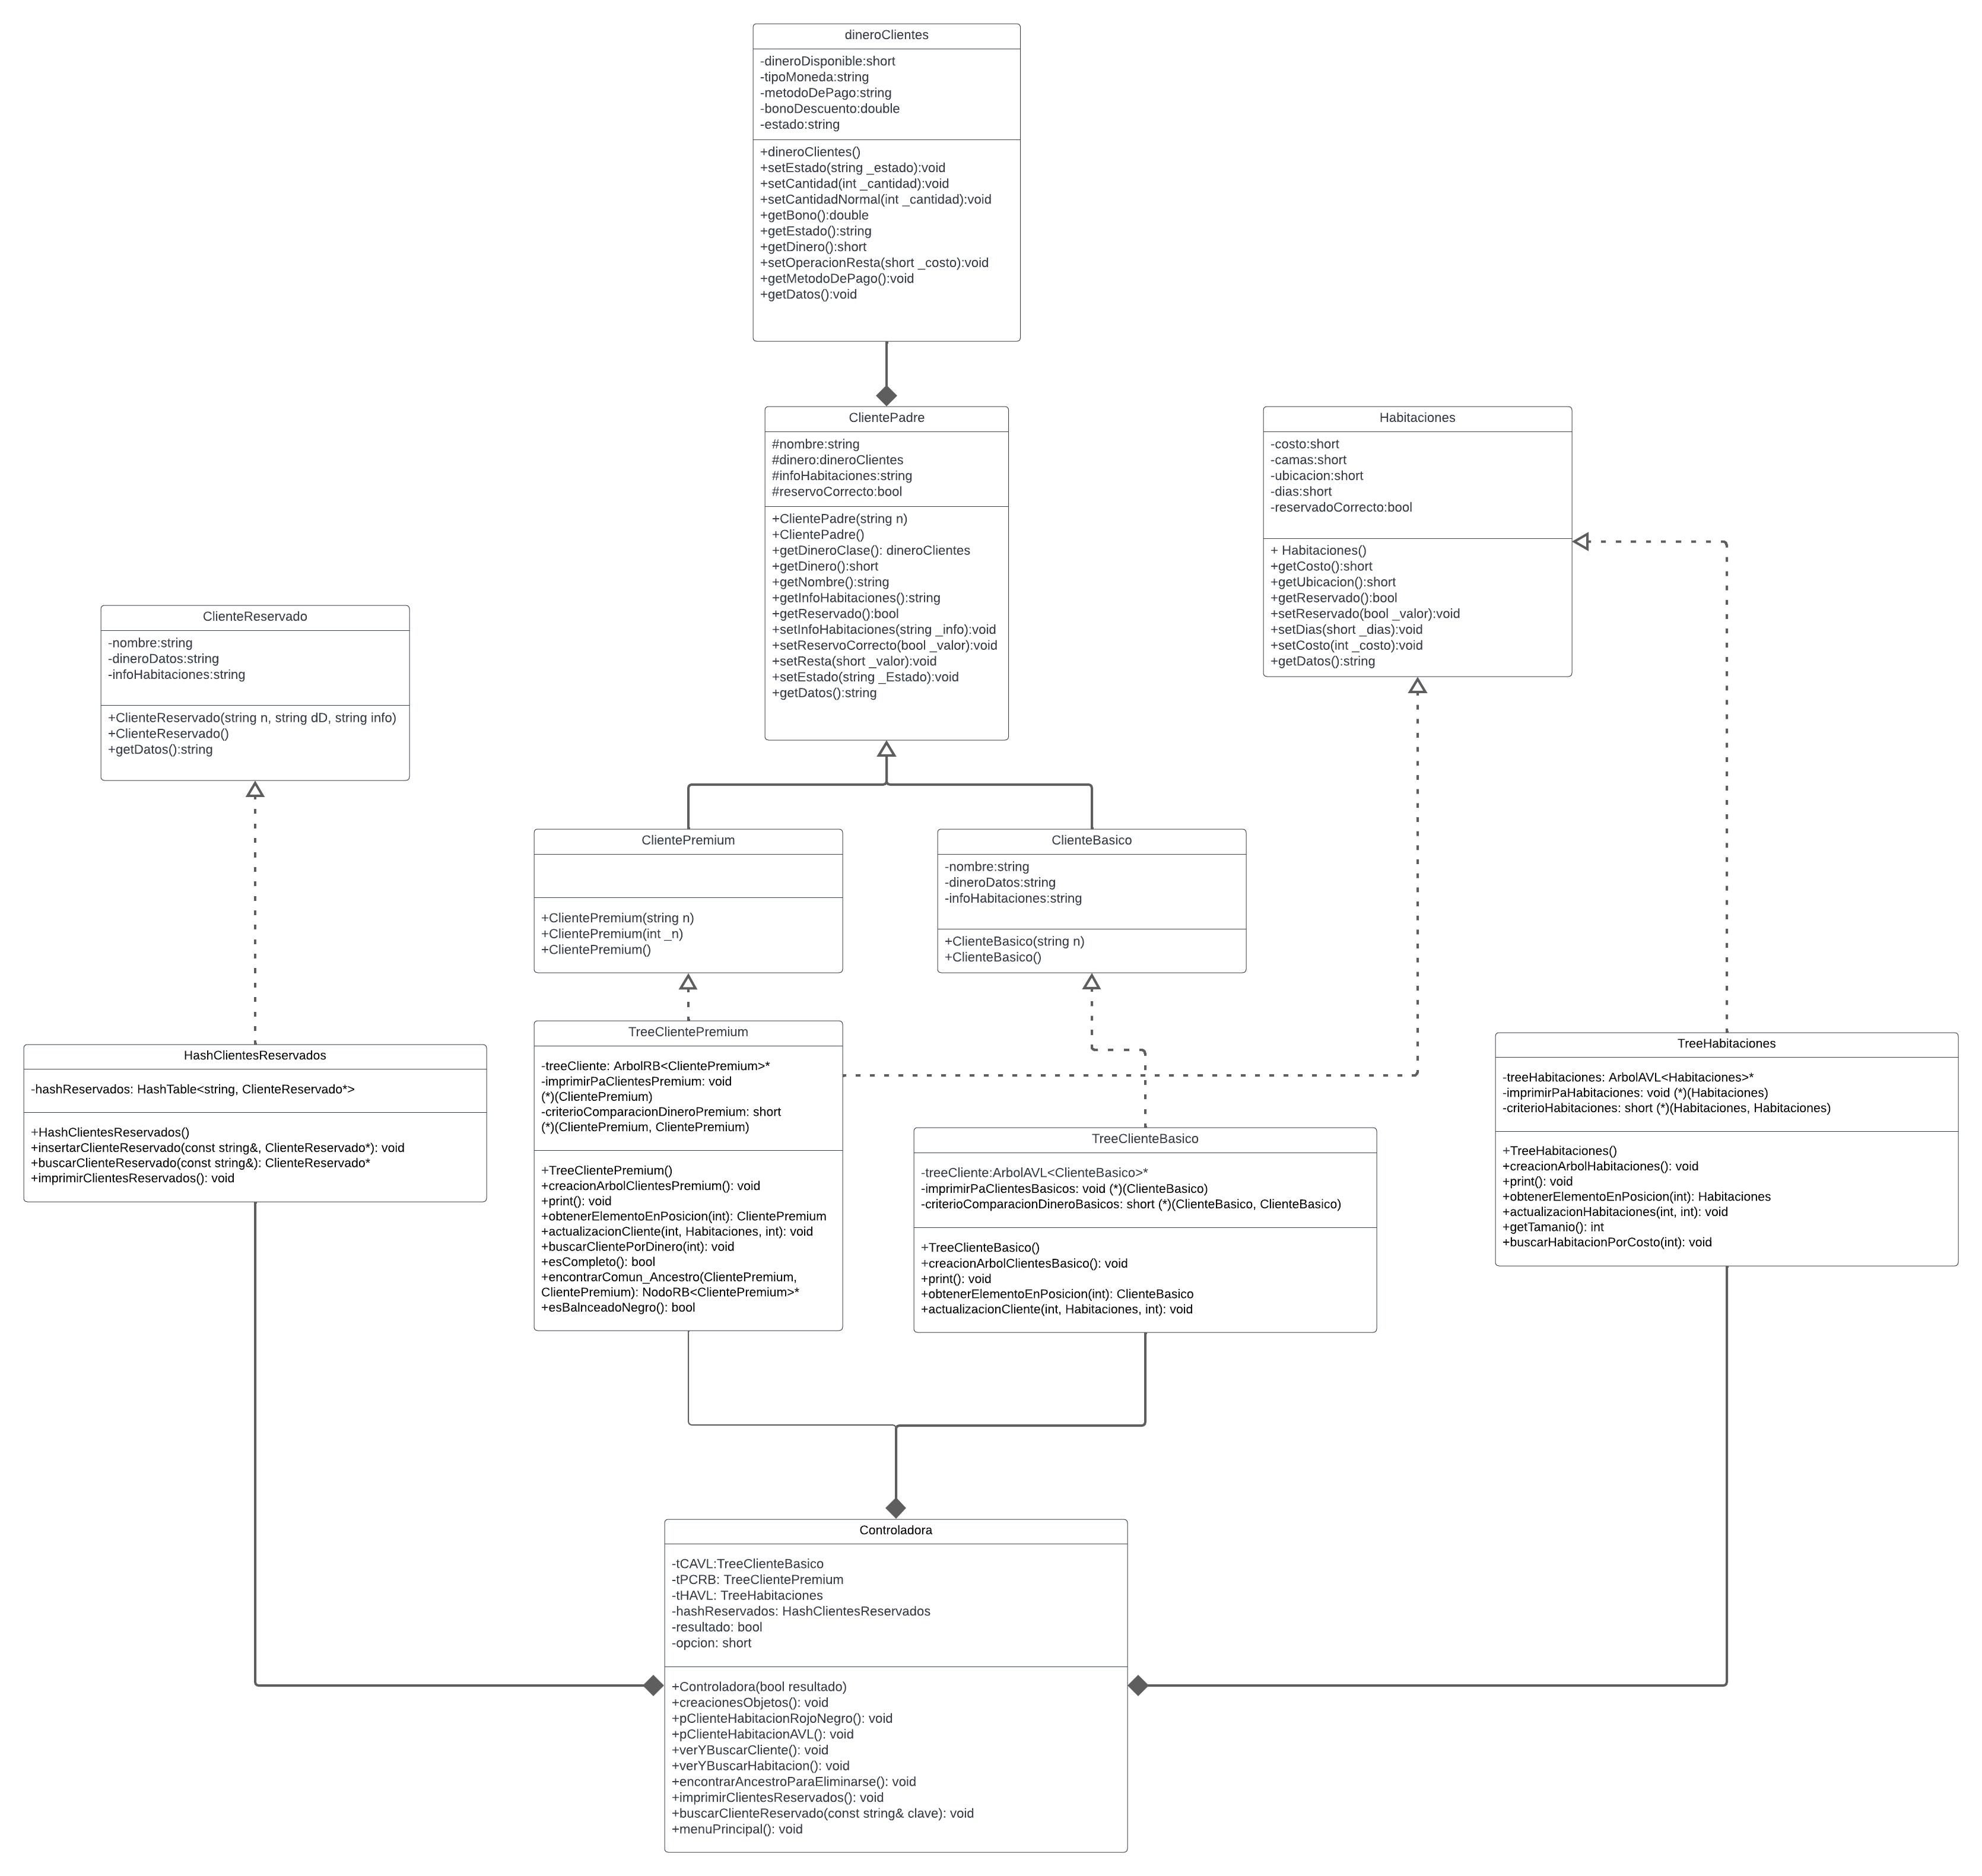 dineroClientes
-dineroDisponible:short
-tipoMoneda:string
-metodoDePago:string
-bonoDescuento:double
-estado:string
+dineroClientes()
+setEstado(string _estado):void
+setCantidad(int _cantidad):void
+setCantidadNormal(int _cantidad):void
+getBono():double
+getEstado():string
+getDinero():short
+setOperacionResta(short _costo):void
+getMetodoDePago():void
+getDatos():void
ClientePadre
#nombre:string
#dinero:dineroClientes
#infoHabitaciones:string
#reservoCorrecto:bool
+ClientePadre(string n)
+ClientePadre()
+getDineroClase(): dineroClientes
+getDinero():short
+getNombre():string
+getInfoHabitaciones():string
+getReservado():bool
+setInfoHabitaciones(string _info):void
+setReservoCorrecto(bool _valor):void
+setResta(short _valor):void
+setEstado(string _Estado):void
+getDatos():string
Habitaciones
-costo:short
-camas:short
-ubicacion:short
-dias:short
-reservadoCorrecto:bool
+ Habitaciones()
+getCosto():short
+getUbicacion():short
+getReservado():bool
+setReservado(bool _valor):void
+setDias(short _dias):void
+setCosto(int _costo):void
+getDatos():string
ClienteReservado
-nombre:string
-dineroDatos:string
-infoHabitaciones:string
+ClienteReservado(string n, string dD, string info)
+ClienteReservado()
+getDatos():string
ClientePremium
+ClientePremium(string n)
+ClientePremium(int _n)
+ClientePremium()
ClienteBasico
-nombre:string
-dineroDatos:string
-infoHabitaciones:string
+ClienteBasico(string n)
+ClienteBasico()
HashClientesReservados
-hashReservados: HashTable<string, ClienteReservado*>
+HashClientesReservados()
+insertarClienteReservado(const string&, ClienteReservado*): void
+buscarClienteReservado(const string&): ClienteReservado*
+imprimirClientesReservados(): void
TreeClientePremium
-treeCliente: ArbolRB<ClientePremium>*
-imprimirPaClientesPremium: void
(*)(ClientePremium)
-criterioComparacionDineroPremium: short
(*)(ClientePremium, ClientePremium)
+TreeClientePremium()
+creacionArbolClientesPremium(): void
+print(): void
+obtenerElementoEnPosicion(int): ClientePremium
+actualizacionCliente(int, Habitaciones, int): void
+buscarClientePorDinero(int): void
+esCompleto(): bool
+encontrarComun_Ancestro(ClientePremium,
ClientePremium): NodoRB<ClientePremium>*
+esBalnceadoNegro(): bool
TreeClienteBasico
-treeCliente:ArbolAVL<ClienteBasico>*
-imprimirPaClientesBasicos: void (*)(ClienteBasico)
-criterioComparacionDineroBasicos: short (*)(ClienteBasico, ClienteBasico)
+TreeClienteBasico()
+creacionArbolClientesBasico(): void
+print(): void
+obtenerElementoEnPosicion(int): ClienteBasico
+actualizacionCliente(int, Habitaciones, int): void
TreeHabitaciones
-treeHabitaciones: ArbolAVL<Habitaciones>*
-imprimirPaHabitaciones: void (*)(Habitaciones)
-criterioHabitaciones: short (*)(Habitaciones, Habitaciones)
+TreeHabitaciones()
+creacionArbolHabitaciones(): void
+print(): void
+obtenerElementoEnPosicion(int): Habitaciones
+actualizacionHabitaciones(int, int): void
+getTamanio(): int
+buscarHabitacionPorCosto(int): void
Controladora
-tCAVL:TreeClienteBasico
-tPCRB: TreeClientePremium
-tHAVL: TreeHabitaciones
-hashReservados: HashClientesReservados
-resultado: bool
-opcion: short
+Controladora(bool resultado)
+creacionesObjetos(): void
+pClienteHabitacionRojoNegro(): void
+pClienteHabitacionAVL(): void
+verYBuscarCliente(): void
+verYBuscarHabitacion(): void
+encontrarAncestroParaEliminarse(): void
+imprimirClientesReservados(): void
+buscarClienteReservado(const string& clave): void
+menuPrincipal(): void